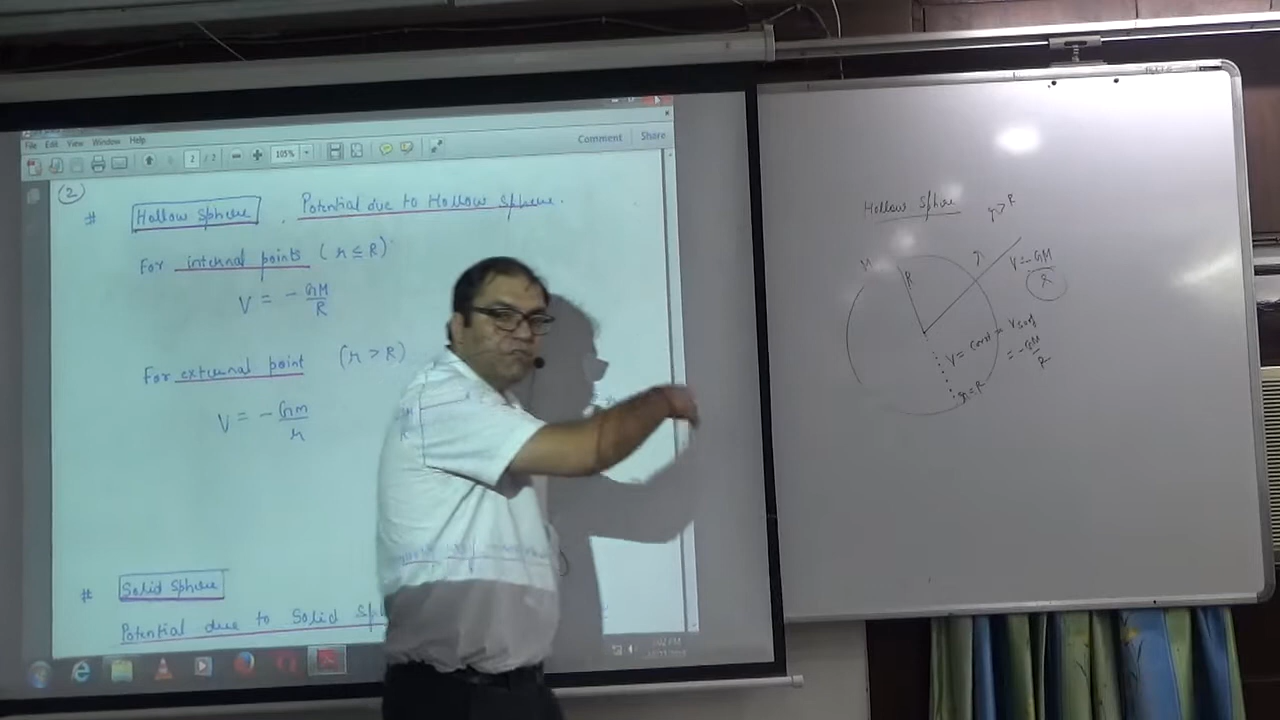 File Edit View Window Help
Comment Share
2 / 2 105%
(2)
# Hollow Sphere . Potential due to Hollow Sphere.
For internal points (r ≤ R)
V = - GM/R
For external point (r > R)
V = - Gm/r
# Solid Sphere
Potential due to Solid Sp
Hollow Sphere r > R
M R r V = - GM/r
V = const = Vsurf
= - GM/R
r = R